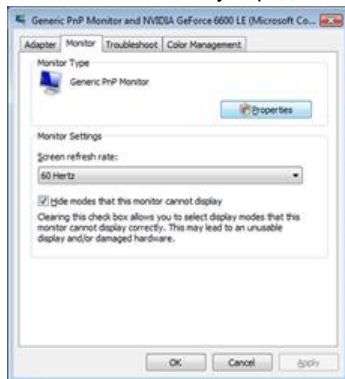 Generic PnP Monitor and NVIDIA GeForce 6600 LE (Microsoft Co...
Adapter Monitor Troubleshoot Color Management
Monitor Type
Generic PnP Monitor
Properties
Monitor Settings
Screen refresh rate:
60 Hertz
Hide modes that this monitor cannot display
Clearing this check box allows you to select display modes that this
monitor cannot display correctly. This may lead to an unusable
display and/or damaged hardware.
OK Cancel Apply